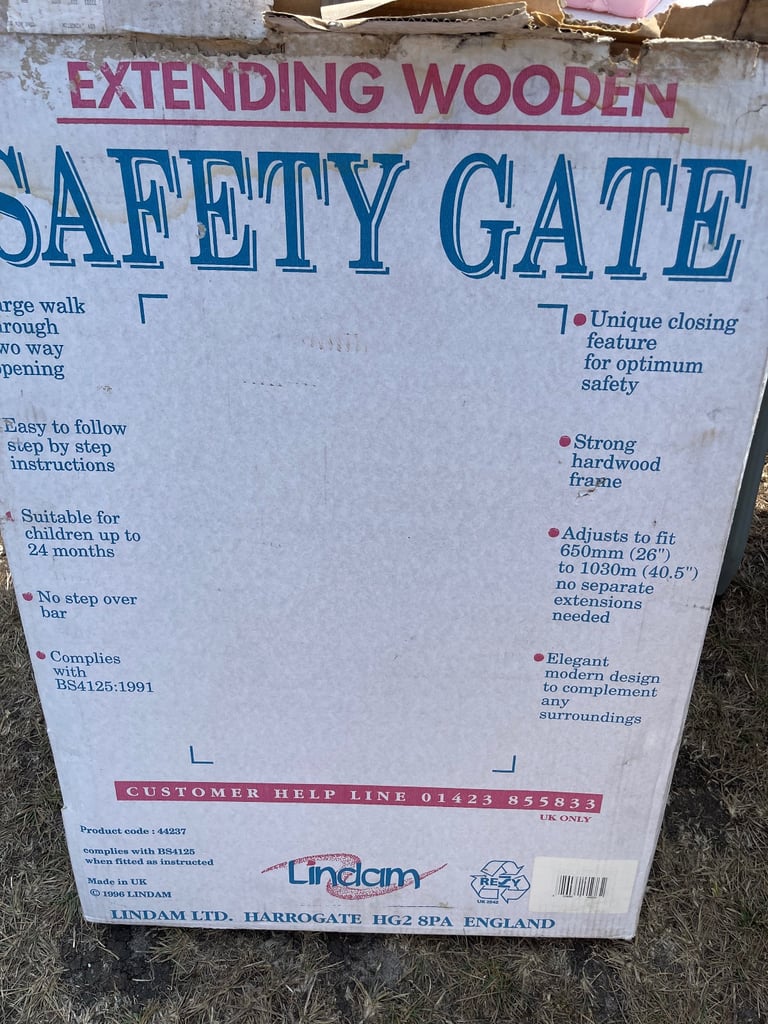 EXTENDING WOODEN
SAFETY GATE
arge walk
hrough
wo way
pening
Easy to follow
step by step
instructions
Suitable for
children up to
24 months
No step over
bar
Complies
with
BS4125:1991
Unique closing
feature
for optimum
safety
Strong
hardwood
frame
Adjusts to fit
650mm (26")
to 1030m (40.5")
no separate
extensions
needed
Elegant
modern design
to complement
any
surroundings
CUSTOMER HELP LINE 01423 855833
UK ONLY
Product code : 44237
complies with BS4125
when fitted as instructed
Made in UK
© 1996 LINDAM
Lindam
REZY
LINDAM LTD. HARROGATE HG2 8PA ENGLAND